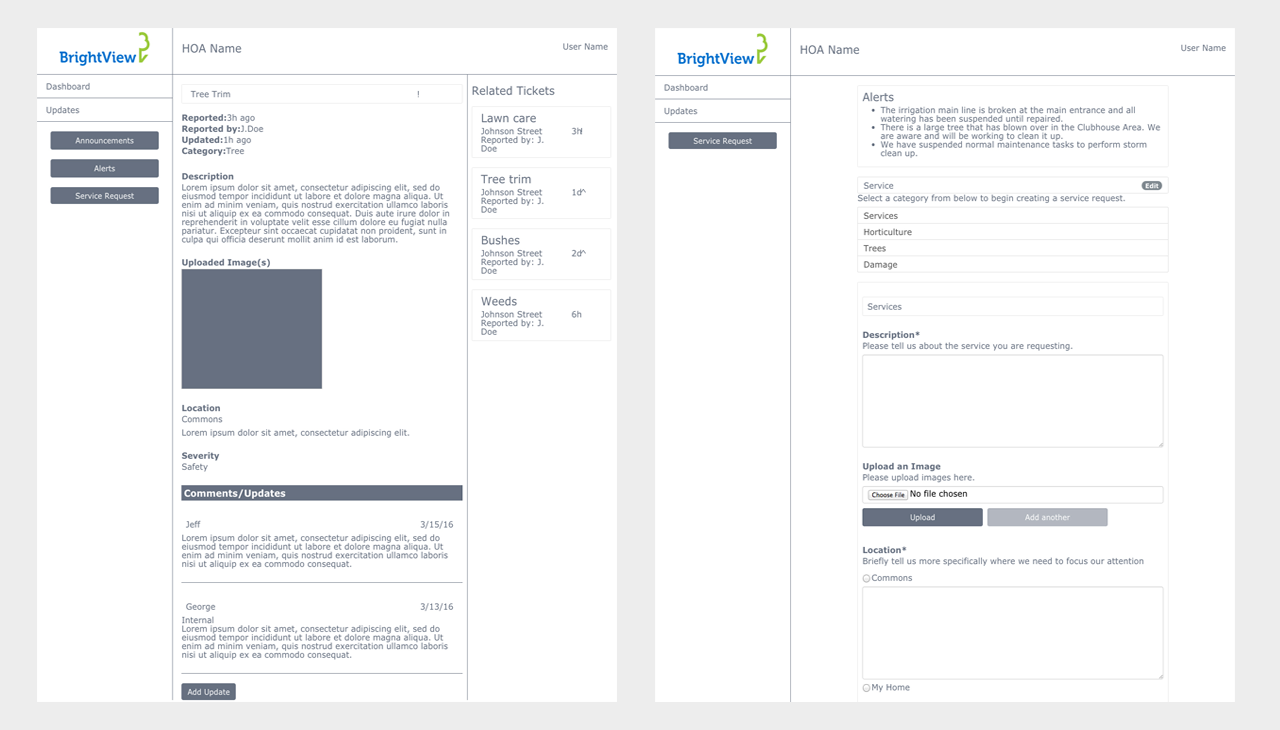 BrightView
HOA Name
User Name
Dashboard
Updates
Announcements
Alerts
Service Request
Tree Trim !
Reported:3h ago
Reported by:J.Doe
Updated:1h ago
Category:Tree
Description
Lorem ipsum dolor sit amet, consectetur adipiscing elit, sed do
eiusmod tempor incididunt ut labore et dolore magna aliqua. Ut
enim ad minim veniam, quis nostrud exercitation ullamco laboris
nisi ut aliquip ex ea commodo consequat. Duis aute irure dolor in
reprehenderit in voluptate velit esse cillum dolore eu fugiat nulla
pariatur. Excepteur sint occaecat cupidatat non proident, sunt in
culpa qui officia deserunt mollit anim id est laborum.
Uploaded Image(s)
Location
Commons
Lorem ipsum dolor sit amet, consectetur adipiscing elit.
Severity
Safety
Comments/Updates
Jeff 3/15/16
Lorem ipsum dolor sit amet, consectetur adipiscing elit, sed do
eiusmod tempor incididunt ut labore et dolore magna aliqua. Ut
enim ad minim veniam, quis nostrud exercitation ullamco laboris
nisi ut aliquip ex ea commodo consequat.
George 3/13/16
Internal
Lorem ipsum dolor sit amet, consectetur adipiscing elit, sed do
eiusmod tempor incididunt ut labore et dolore magna aliqua. Ut
enim ad minim veniam, quis nostrud exercitation ullamco laboris
nisi ut aliquip ex ea commodo consequat.
Add Update
Related Tickets
Lawn care
Johnson Street 3h!
Reported by: J.
Doe
Tree trim
Johnson Street 1d^
Reported by: J.
Doe
Bushes
Johnson Street 2d^
Reported by: J.
Doe
Weeds
Johnson Street 6h
Reported by: J.
Doe
BrightView
HOA Name
User Name
Dashboard
Updates
Service Request
Alerts
• The irrigation main line is broken at the main entrance and all
watering has been suspended until repaired.
• There is a large tree that has blown over in the Clubhouse Area. We
are aware and will be working to clean it up.
• We have suspended normal maintenance tasks to perform storm
clean up.
Service Edit
Select a category from below to begin creating a service request.
Services
Horticulture
Trees
Damage
Services
Description*
Please tell us about the service you are requesting.
Upload an Image
Please upload images here.
Choose File No file chosen
Upload Add another
Location*
Briefly tell us more specifically where we need to focus our attention
Commons
My Home